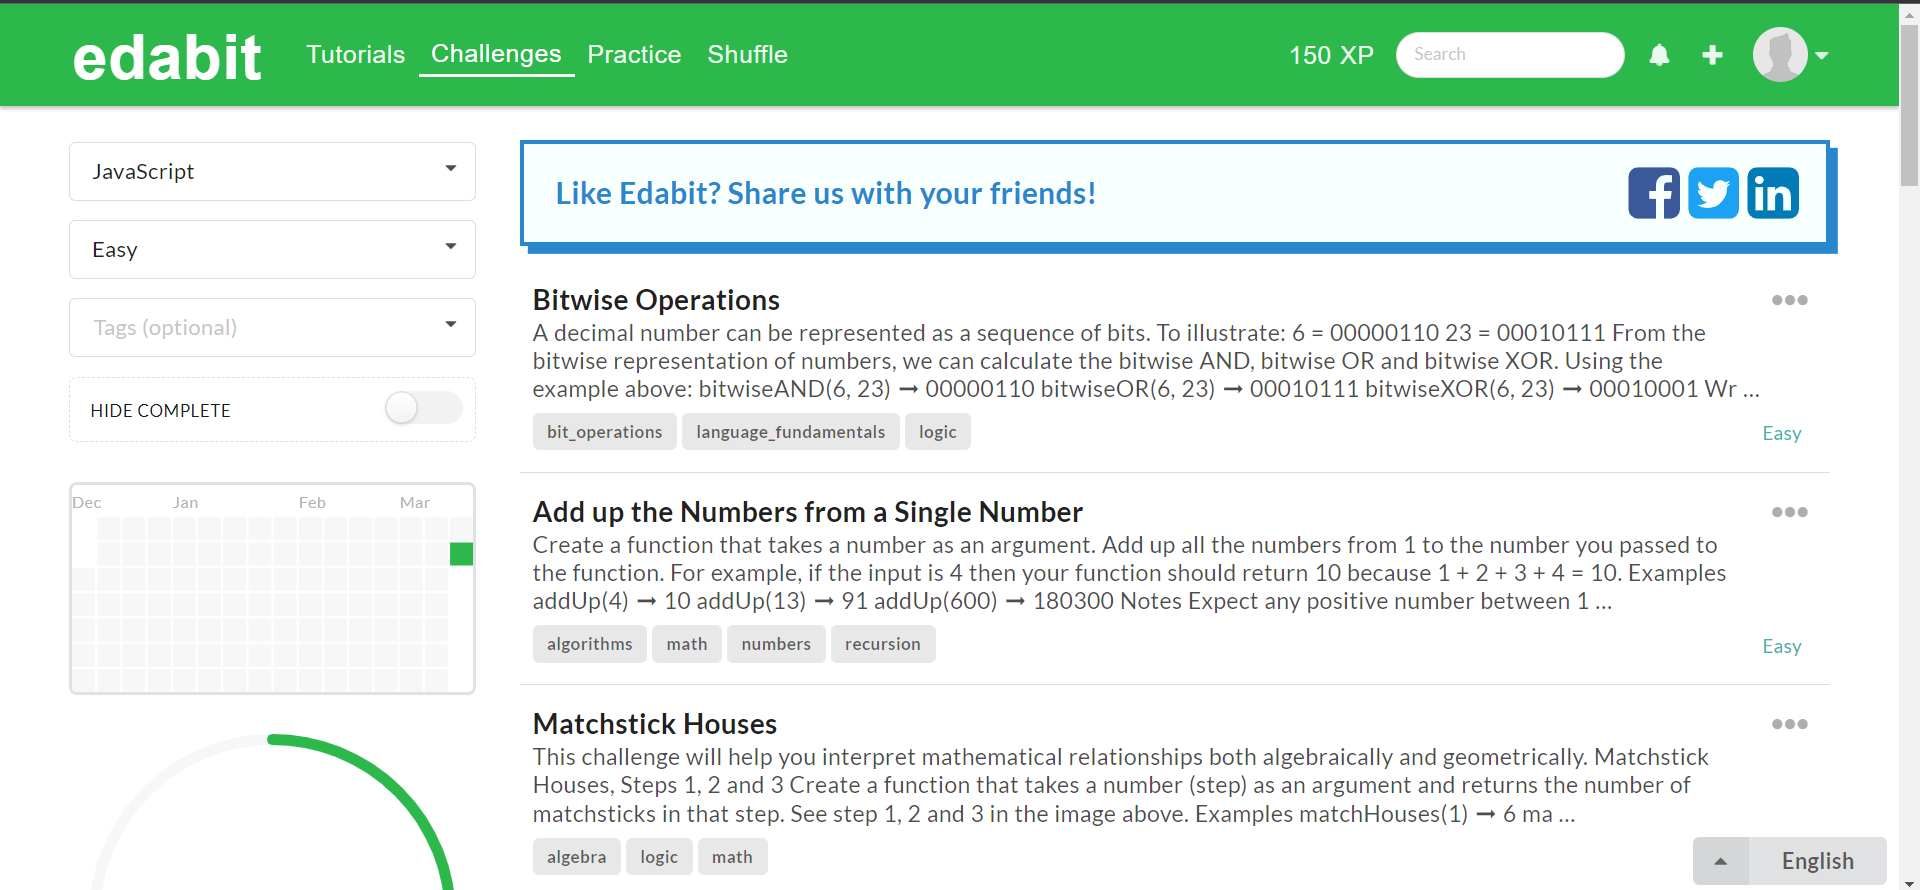 edabit
Tutorials
Challenges
Practice
Shuffle
150 XP
Search
JavaScript
Easy
Tags (optional)
HIDE COMPLETE
Dec Jan Feb Mar
Like Edabit? Share us with your friends!
Bitwise Operations
A decimal number can be represented as a sequence of bits. To illustrate: 6 = 00000110 23 = 00010111 From the
bitwise representation of numbers, we can calculate the bitwise AND, bitwise OR and bitwise XOR. Using the
example above: bitwiseAND(6, 23) ➞ 00000110 bitwiseOR(6, 23) ➞ 00010111 bitwiseXOR(6, 23) ➞ 00010001 Wr ...
bit_operations language_fundamentals logic
Easy
Add up the Numbers from a Single Number
Create a function that takes a number as an argument. Add up all the numbers from 1 to the number you passed to
the function. For example, if the input is 4 then your function should return 10 because 1 + 2 + 3 + 4 = 10. Examples
addUp(4) ➞ 10 addUp(13) ➞ 91 addUp(600) ➞ 180300 Notes Expect any positive number between 1 ...
algorithms math numbers recursion
Easy
Matchstick Houses
This challenge will help you interpret mathematical relationships both algebraically and geometrically. Matchstick
Houses, Steps 1, 2 and 3 Create a function that takes a number (step) as an argument and returns the number of
matchsticks in that step. See step 1, 2 and 3 in the image above. Examples matchHouses(1) ➞ 6 ma ...
algebra logic math
English